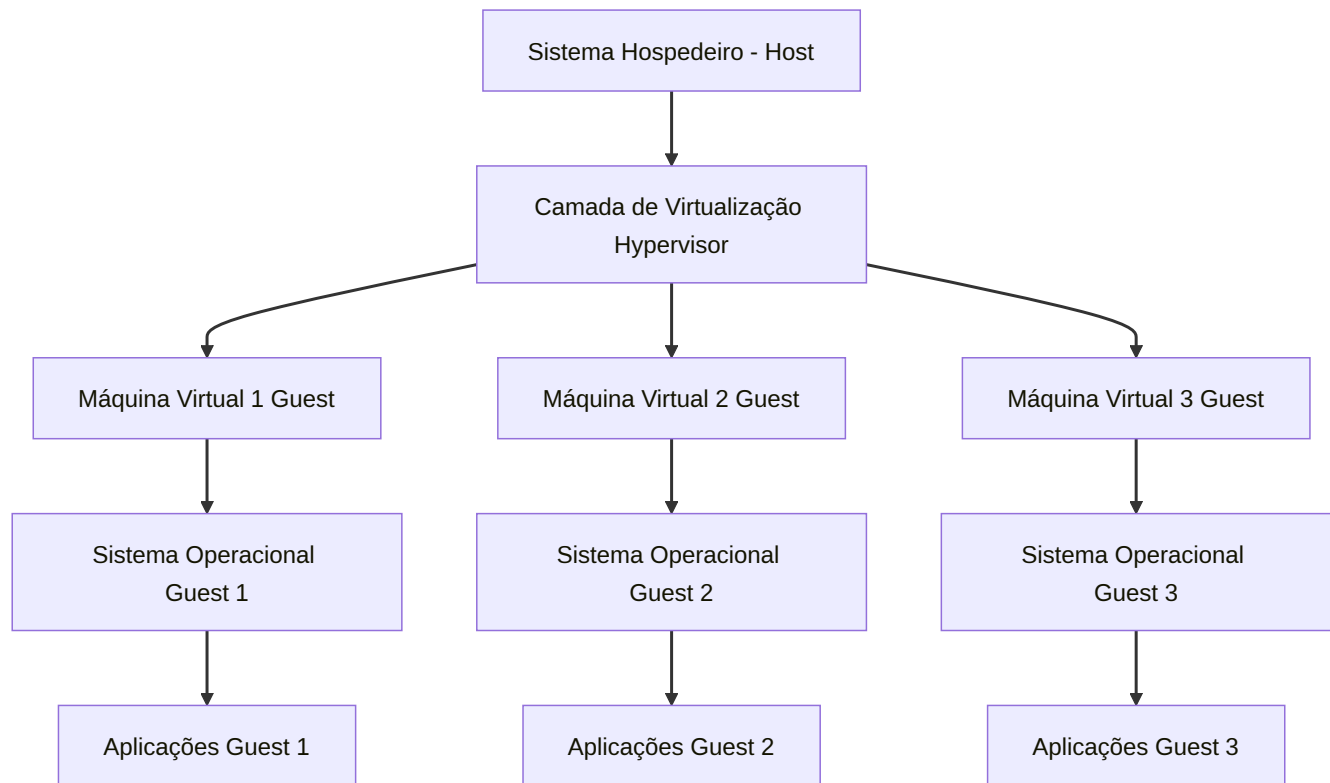 Sistema Hospedeiro - Host
Camada de Virtualização
Hypervisor
Máquina Virtual 1 Guest
Máquina Virtual 2 Guest
Máquina Virtual 3 Guest
Sistema Operacional
Guest 1
Sistema Operacional
Guest 2
Sistema Operacional
Guest 3
Aplicações Guest 1
Aplicações Guest 2
Aplicações Guest 3